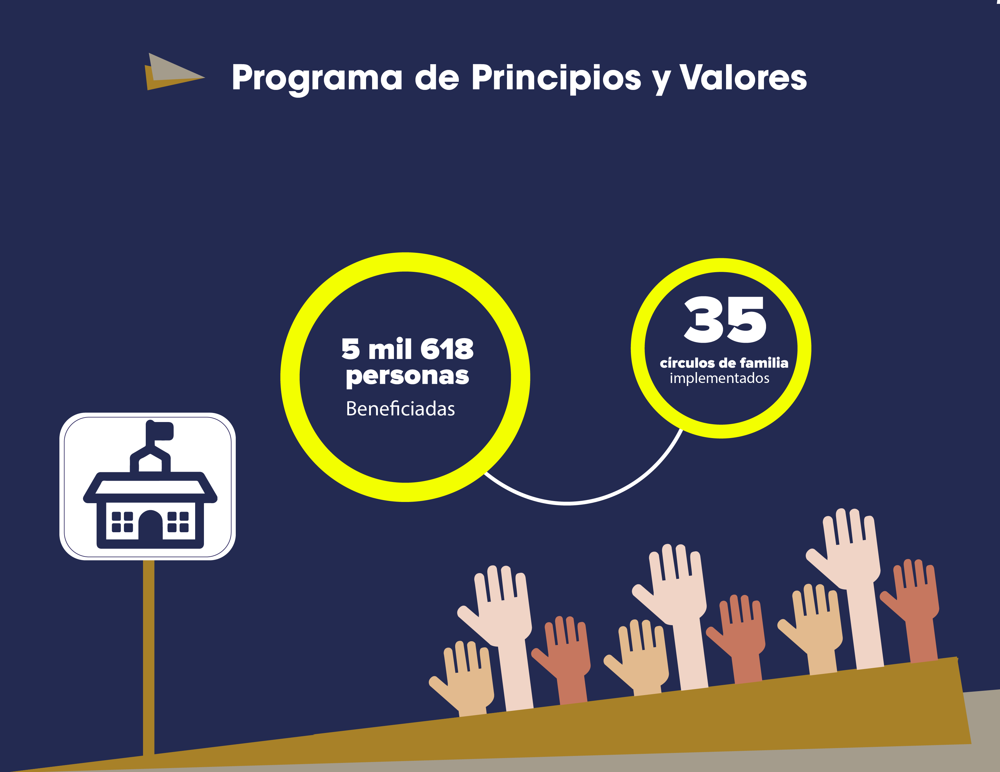 Programa de Principios y Valores
5 mil 618
personas
Beneficiadas
35
círculos de familia
implementados